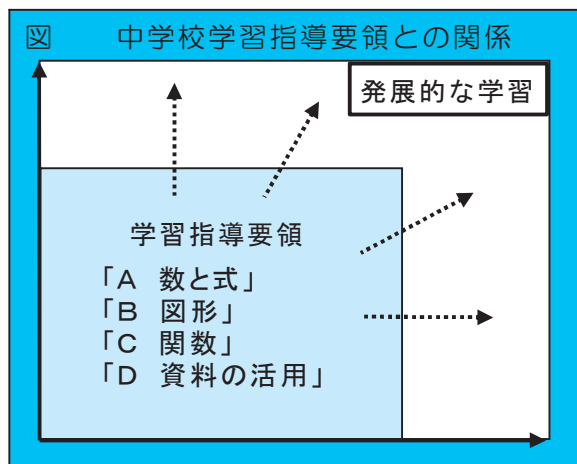 図　中学校学習指導要領との関係
発展的な学習
学習指導要領
「A　数と式」
「B　図形」
「C　関数」
「D　資料の活用」